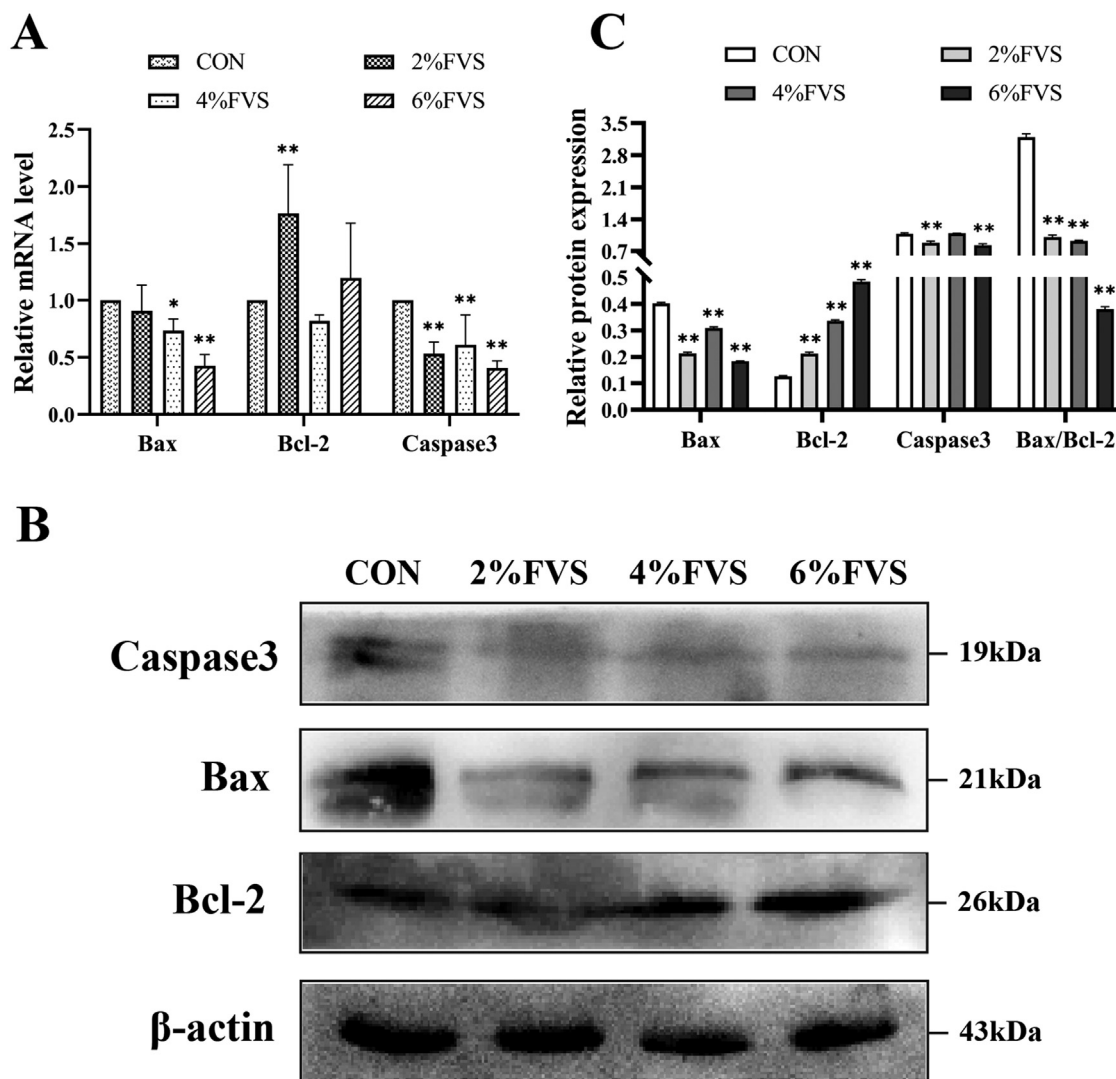 A
CON
2%FVS
4%FVS
6%FVS
Relative mRNA level
2.5
2.0
1.5
1.0
0.5
0.0
**
*
**
**
**
**
Bax
Bcl-2
Caspase3
C
CON
2%FVS
4%FVS
6%FVS
Relative protein expression
3.5
2.8
2.1
1.4
0.7
0.5
0.4
0.3
0.2
0.1
0.0
**
**
**
**
**
**
**
**
**
**
**
Bax
Bcl-2
Caspase3
Bax/Bcl-2
B
CON 2%FVS 4%FVS 6%FVS
Caspase3 19kDa
Bax 21kDa
Bcl-2 26kDa
β-actin 43kDa